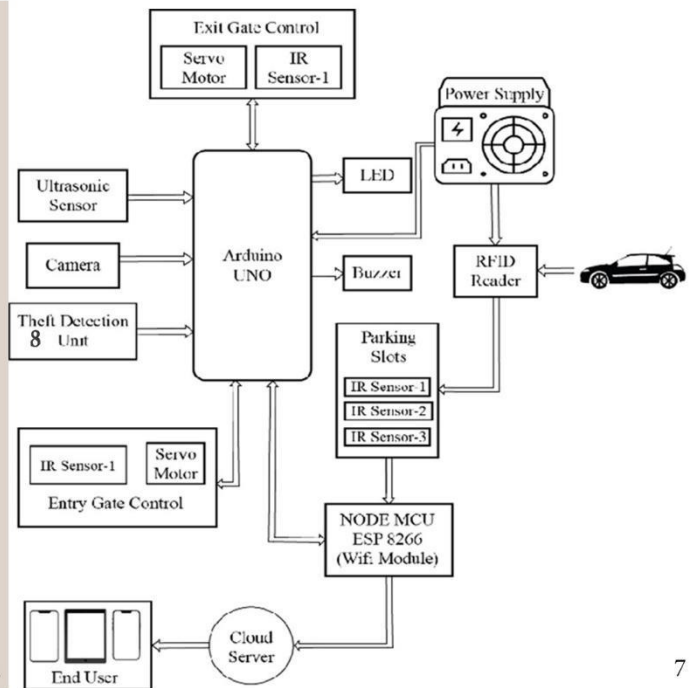 Exit Gate Control
Servo
Motor
IR
Sensor-1
Power Supply
Ultrasonic
Sensor
LED
Arduino
UNO
Camera
Buzzer
RFID
Reader
Theft Detection
8 Unit
Parking
Slots
IR Sensor-1
IR Sensor-2
IR Sensor-3
IR Sensor-1
Servo
Motor
Entry Gate Control
NODE MCU
ESP 8266
(Wifi Module)
Cloud
Server
End User
7